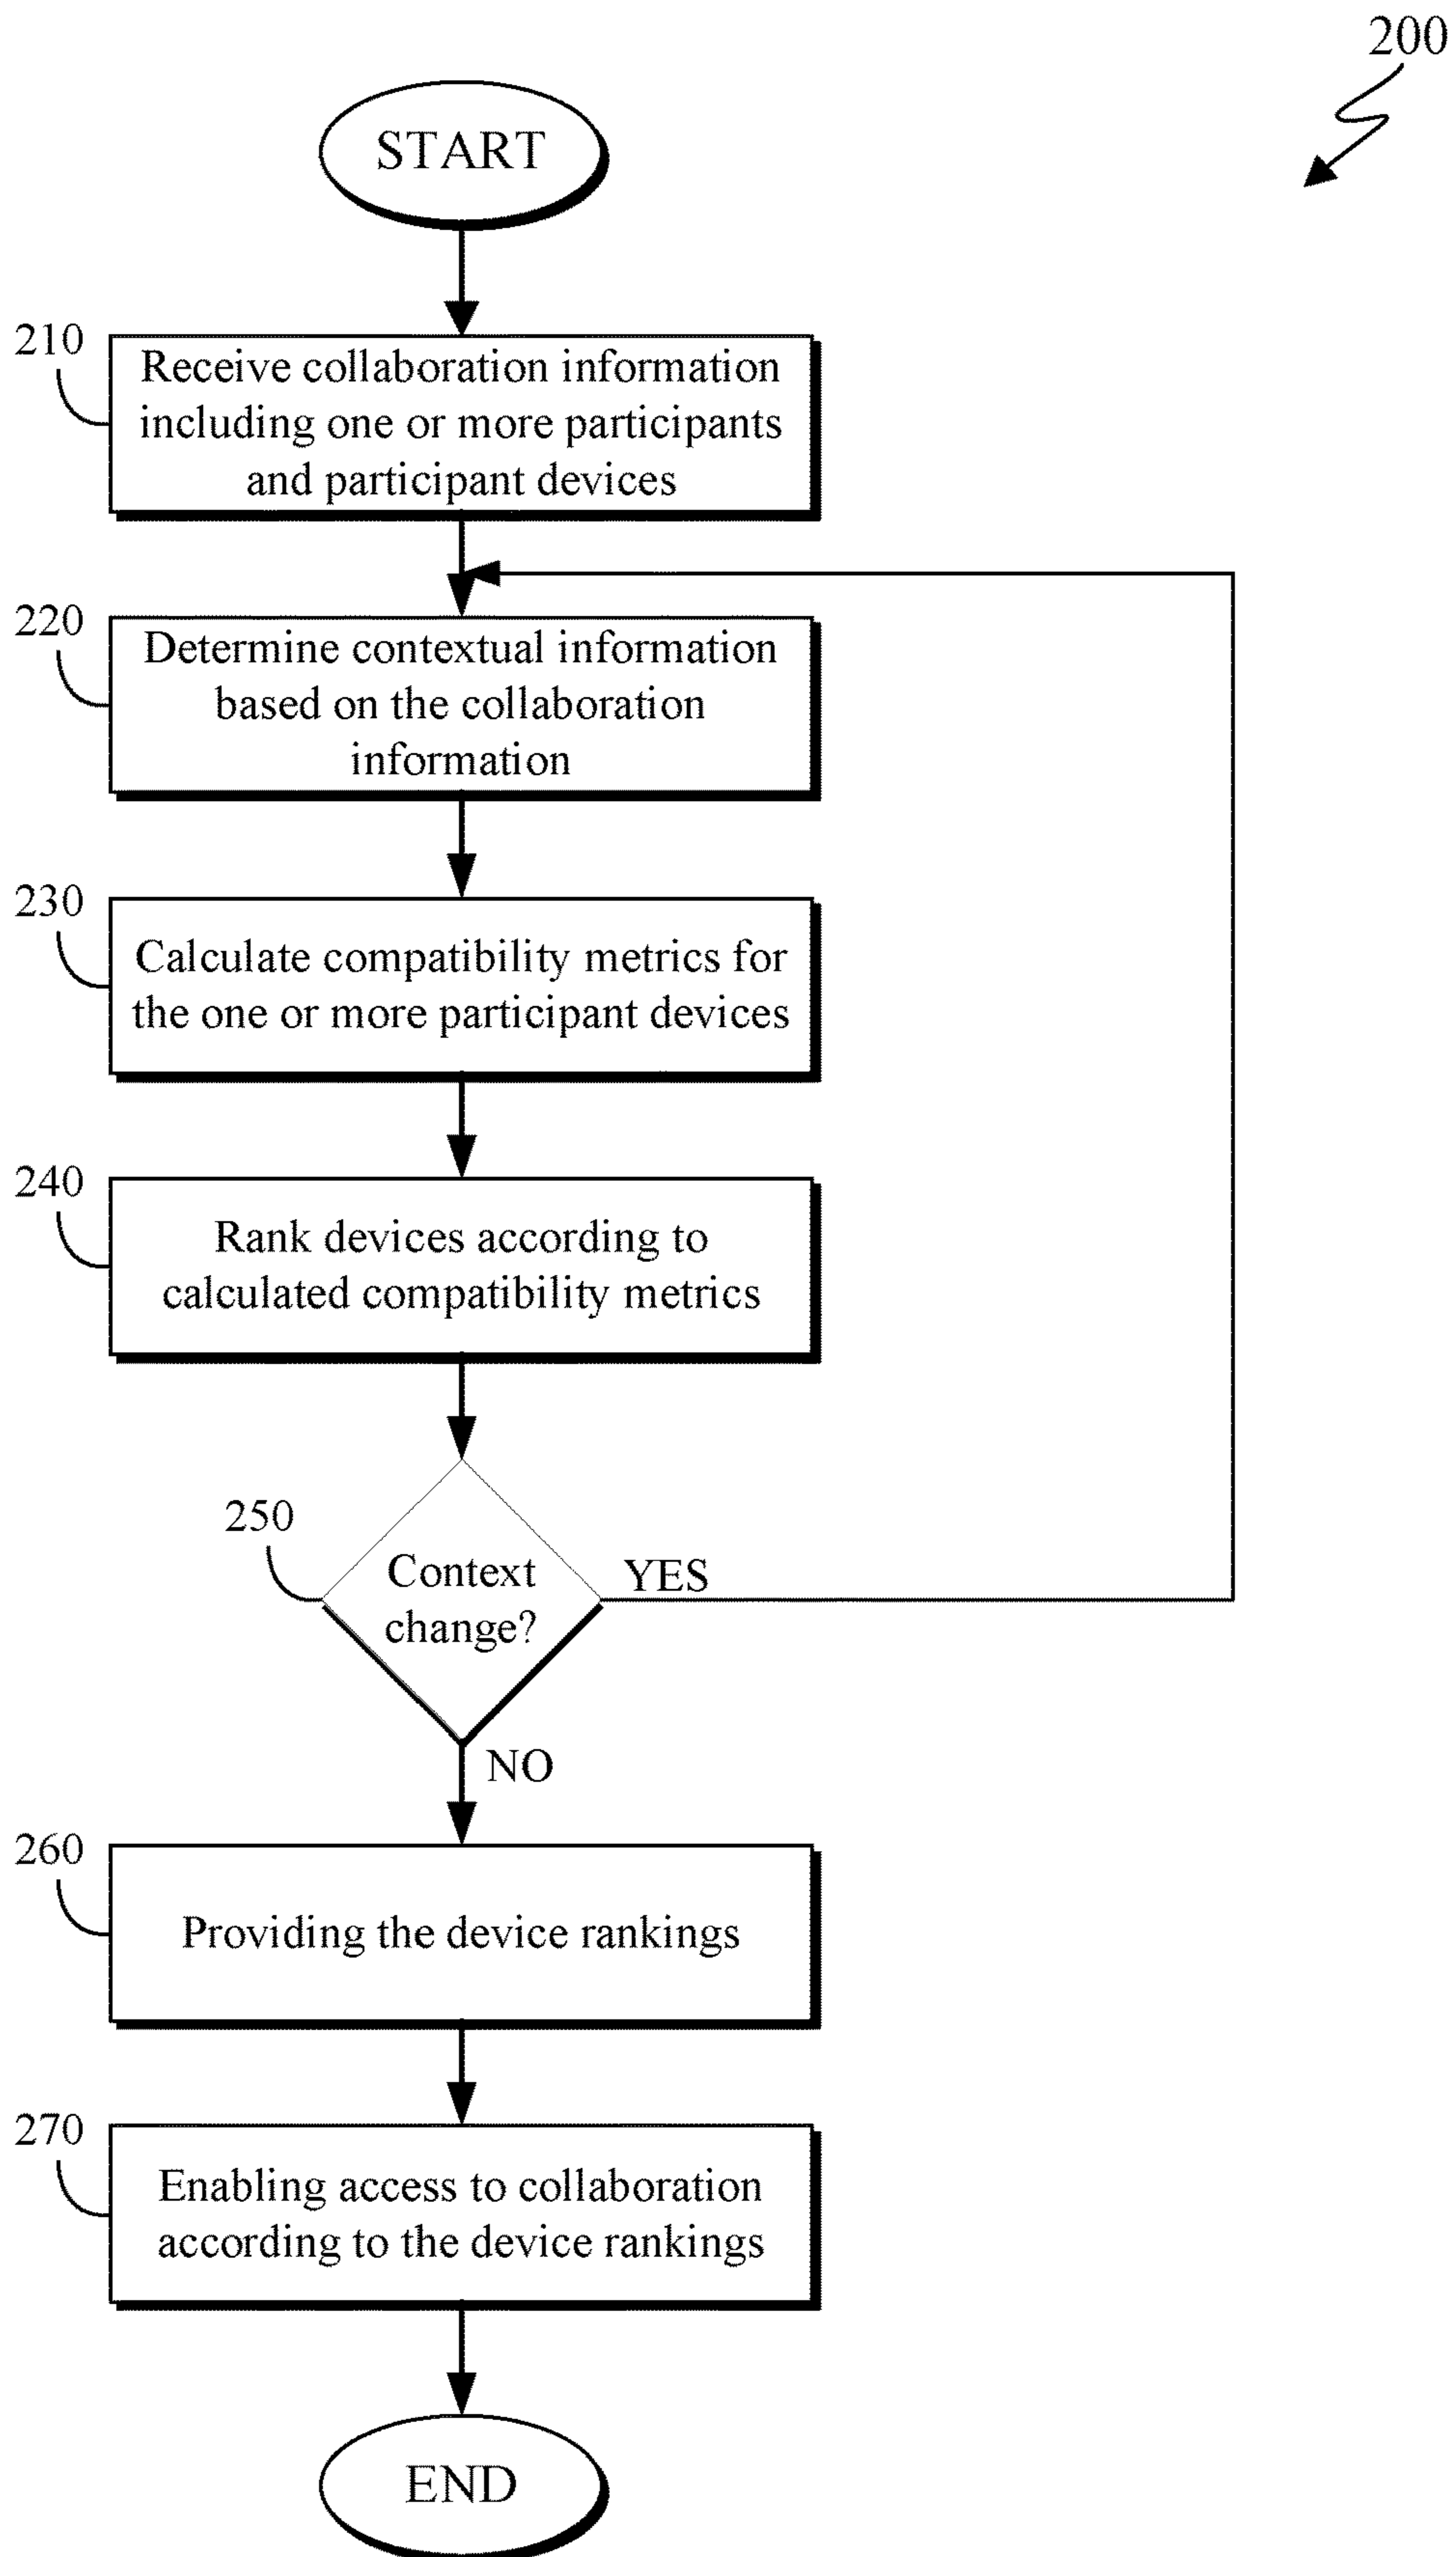 200
START
210
Receive collaboration information
including one or more participants
and participant devices
220
Determine contextual information
based on the collaboration
information
230
Calculate compatibility metrics for
the one or more participant devices
240
Rank devices according to
calculated compatibility metrics
250
Context
change?
YES
NO
260
Providing the device rankings
270
Enabling access to collaboration
according to the device rankings
END